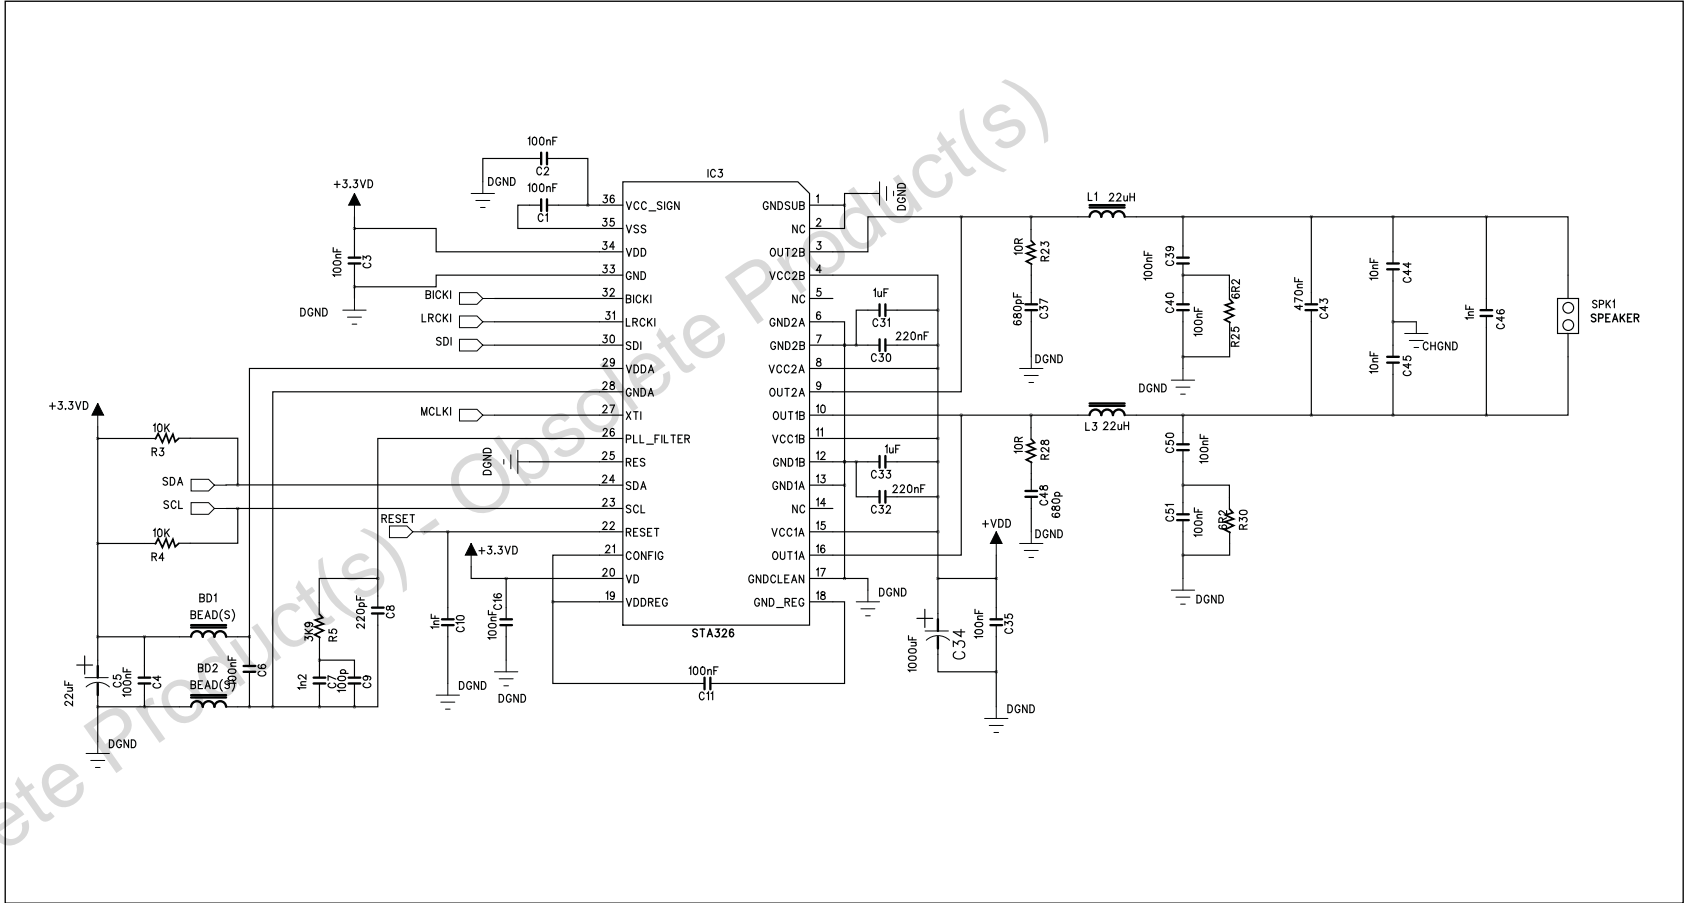 Obsolete Product(s) - Obsolete Product(s)
100nF
C2
DGND
100nF
C1
+3.3VD
100nF
C3
DGND
IC3
36 VCC_SIGN
35 VSS
34 VDD
33 GND
BICKI 32 BICKI
LRCKI 31 LRCKI
SDI 30 SDI
29 VDDA
28 GNDA
MCLKI 27 XTI
26 PLL_FILTER
DGND 25 RES
SDA 24 SDA
SCL 23 SCL
RESET 22 RESET
21 CONFIG
20 VD
19 VDDREG
GNDSUB 1
NC 2
OUT2B 3
VCC2B 4
NC 5
GND2A 6
GND2B 7
VCC2A 8
OUT2A 9
OUT1B 10
VCC1B 11
GND1B 12
GND1A 13
NC 14
VCC1A 15
OUT1A 16
GNDCLEAN 17
GND_REG 18
STA326
DGND
1uF
C31
220nF
C30
1uF
C33
220nF
C32
DGND
+3.3VD
10K
R3
10K
R4
BD1
BEAD(S)
BD2
BEAD(S)
22uF
C5
100nF
C4
100nF
C6
DGND
3K9
R5
220pF
C8
1n2
C7
100p
C9
1nF
C10
DGND
+3.3VD
100nF
C16
DGND
100nF
C11
+VDD
1000uF
C34
100nF
C35
DGND
L1 22uH
10R
R23
680pF
C37
DGND
100nF
C39
C40
100nF
6R2
R25
DGND
470nF
C43
10nF
C44
CHGND
10nF
C45
1nF
C46
SPK1
SPEAKER
L3 22uH
10R
R28
C48
680p
DGND
C50
100nF
C51
100nF
6R2
R30
DGND